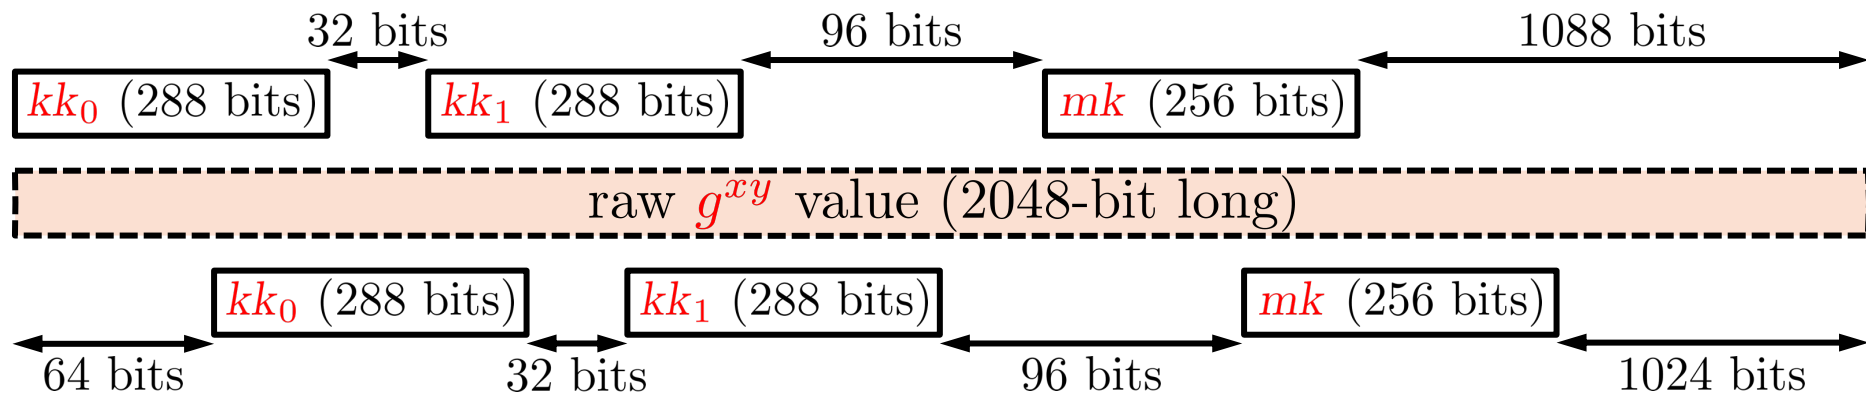 32 bits 96 bits 1088 bits
kk₀ (288 bits) kk₁ (288 bits) mk (256 bits)
raw gˣʸ value (2048-bit long)
kk₀ (288 bits) kk₁ (288 bits) mk (256 bits)
64 bits 32 bits 96 bits 1024 bits